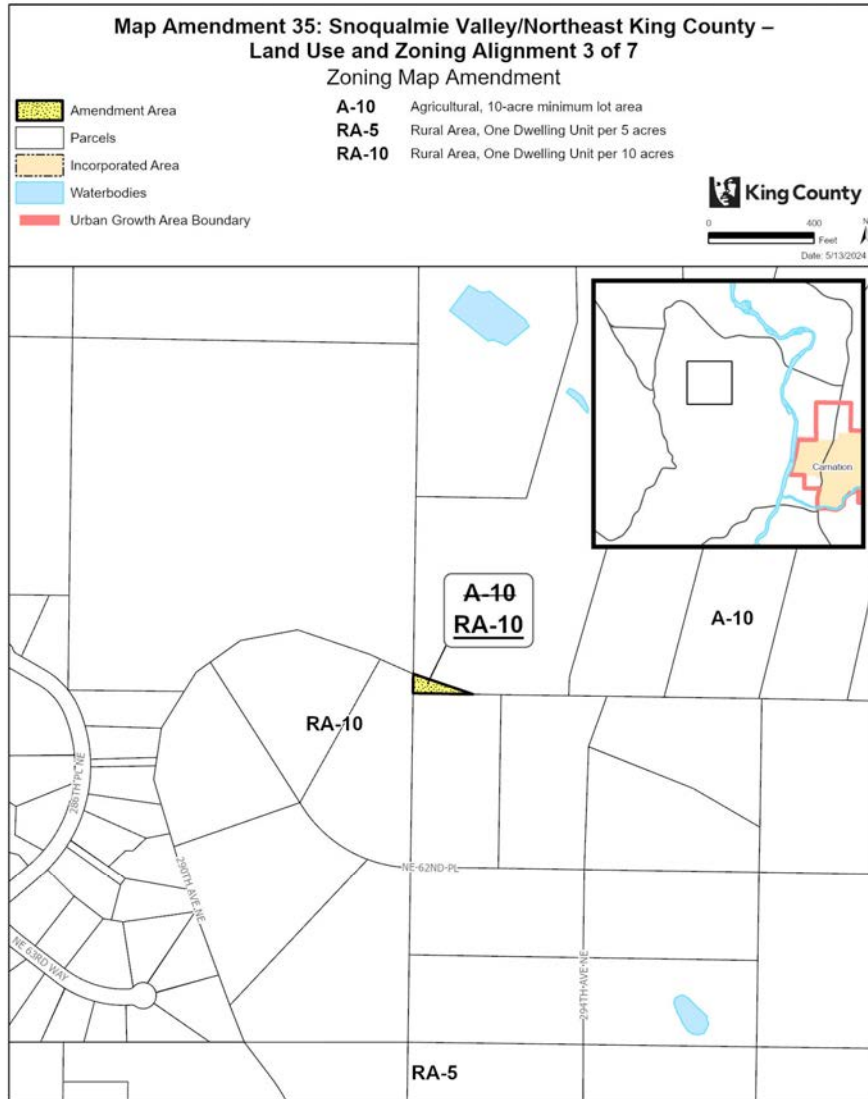 Map Amendment 35: Snoqualmie Valley/Northeast King County –
Land Use and Zoning Alignment 3 of 7
Zoning Map Amendment
Amendment Area
Parcels
Incorporated Area
Waterbodies
Urban Growth Area Boundary
A-10 Agricultural, 10-acre minimum lot area
RA-5 Rural Area, One Dwelling Unit per 5 acres
RA-10 Rural Area, One Dwelling Unit per 10 acres
King County
0 400
Feet
N
Date: 5/13/2024
Carnation
A-10
RA-10
A-10
RA-10
286TH PL NE
290TH AVE NE
NE 62ND PL
NE 63RD WAY
294TH AVE NE
RA-5